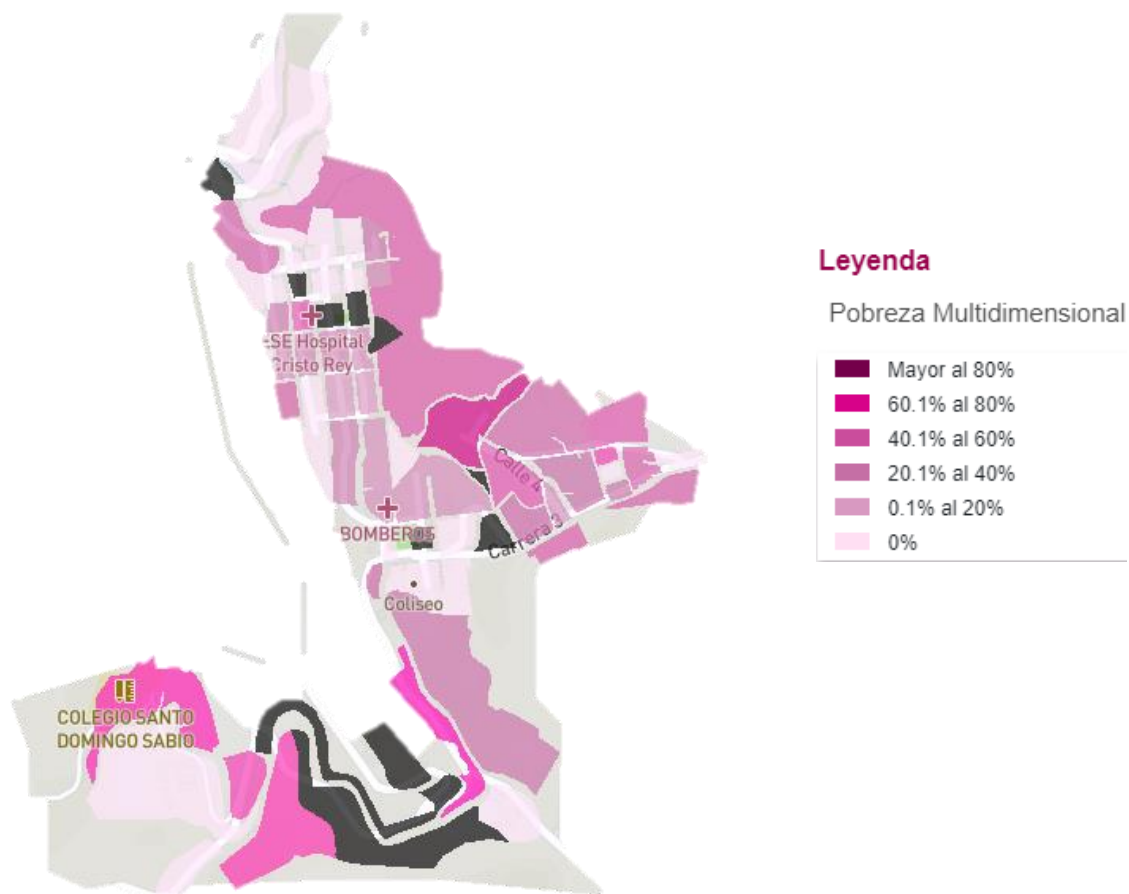 ESE Hospital
Cristo Rey
Calle 4
BOMBEROS
Carrera 3
Coliseo
COLEGIO SANTO
DOMINGO SABIO
Leyenda
Pobreza Multidimensional
Mayor al 80%
60.1% al 80%
40.1% al 60%
20.1% al 40%
0.1% al 20%
0%